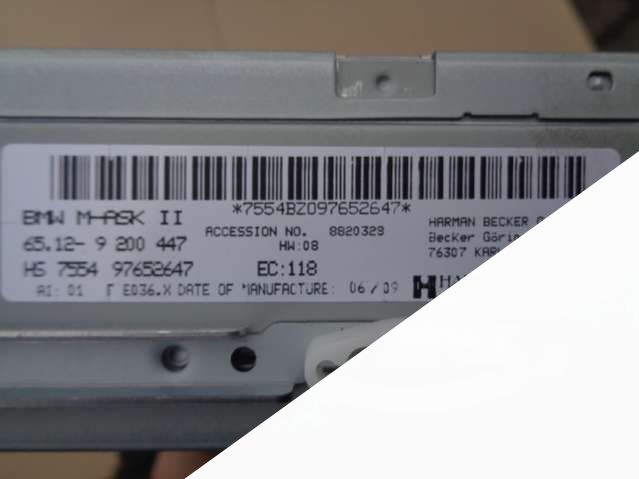 *7554BZ097652647*
BMW M-ASK II
ACCESSION NO. 8820329
HARMAN BECKER
65.12- 9 200 447
HW:08
Becker
HS 7554 97652647
EC:118
76307
AI: 01 E036.X DATE OF MANUFACTURE: 06/09